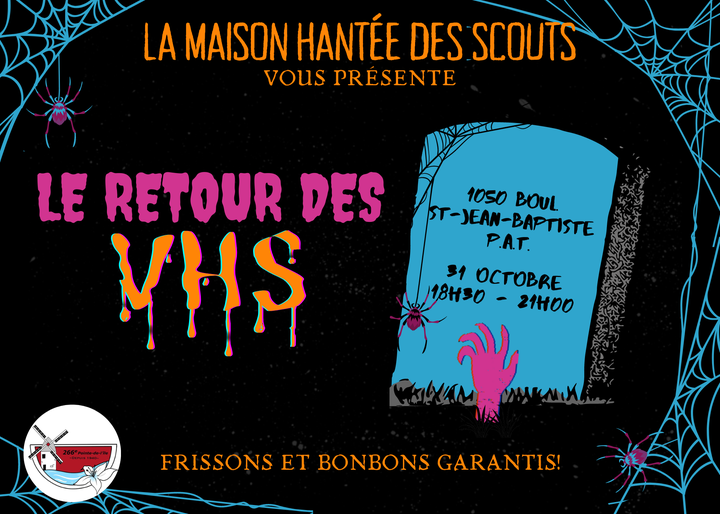 LA MAISON HANTÉE DES SCOUTS
VOUS PRÉSENTE
LE RETOUR DES
VHS
1050 BOUL
ST-JEAN-BAPTISTE
P.A.T.
31 OCTOBRE
18H30 - 21H00
266e
FRISSONS ET BONBONS GARANTIS!